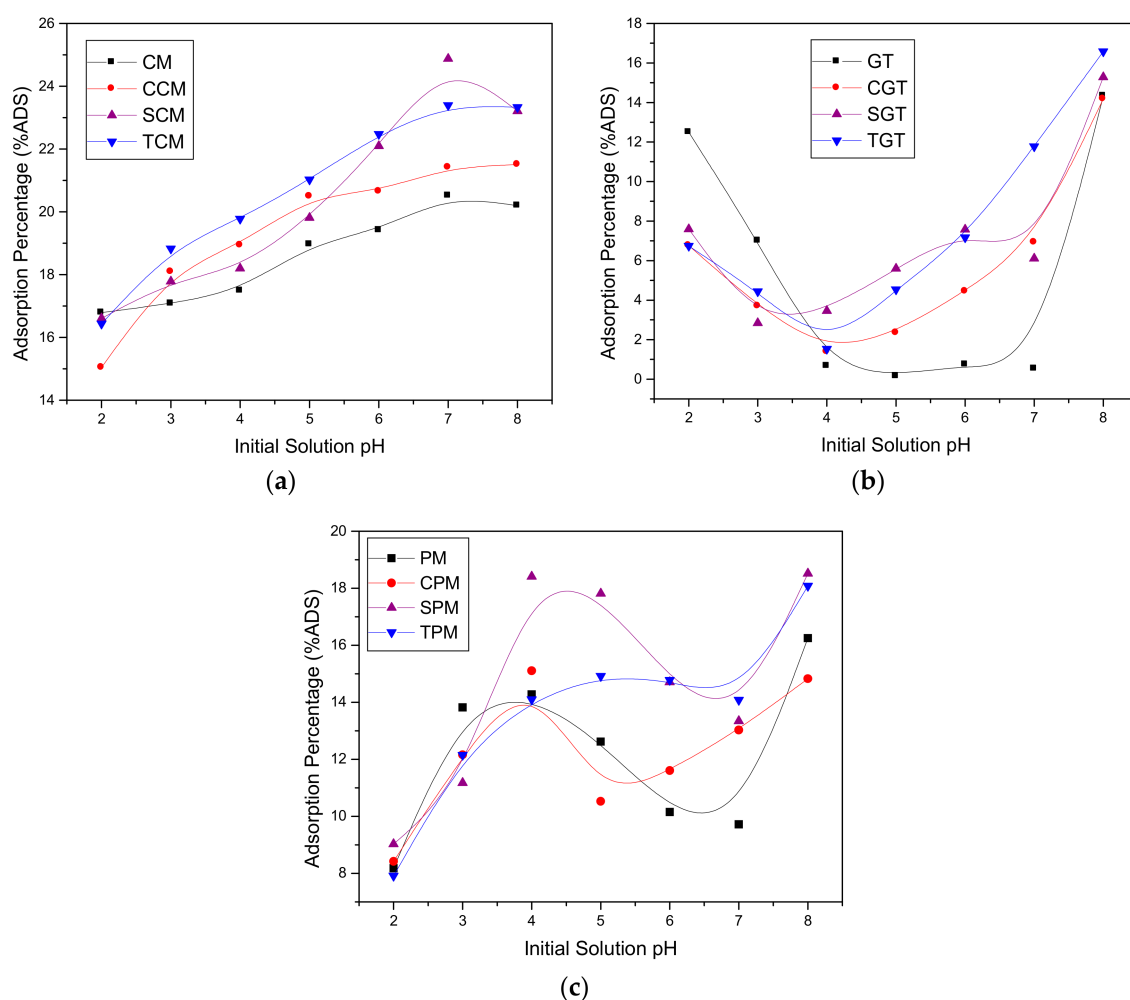 26
24
22
20
18
16
14
Adsorption Percentage (%ADS)
CM
CCM
SCM
TCM
2 3 4 5 6 7 8
Initial Solution pH
(a)
18
16
14
12
10
8
6
4
2
0
Adsorption Percentage (%ADS)
GT
CGT
SGT
TGT
2 3 4 5 6 7 8
Initial Solution pH
(b)
20
18
16
14
12
10
8
Adsorption Percentage (%ADS)
PM
CPM
SPM
TPM
2 3 4 5 6 7 8
Initial Solution pH
(c)